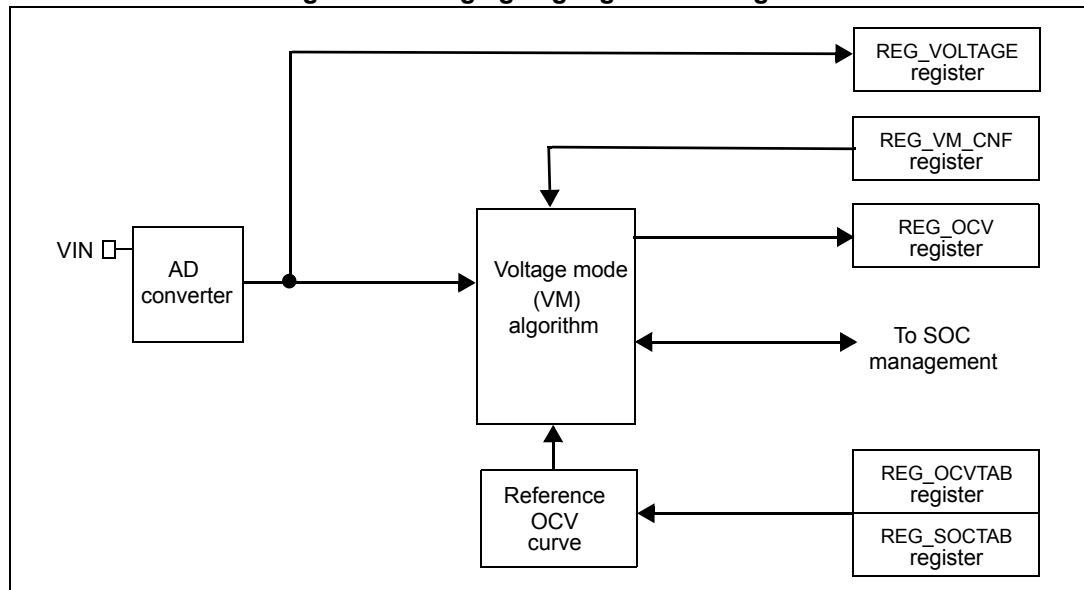 REG_VOLTAGE
register
REG_VM_CNF
register
REG_OCV
register
VIN
AD
converter
Voltage mode
(VM)
algorithm
To SOC
management
Reference
OCV
curve
REG_OCVTAB
register
REG_SOCTAB
register